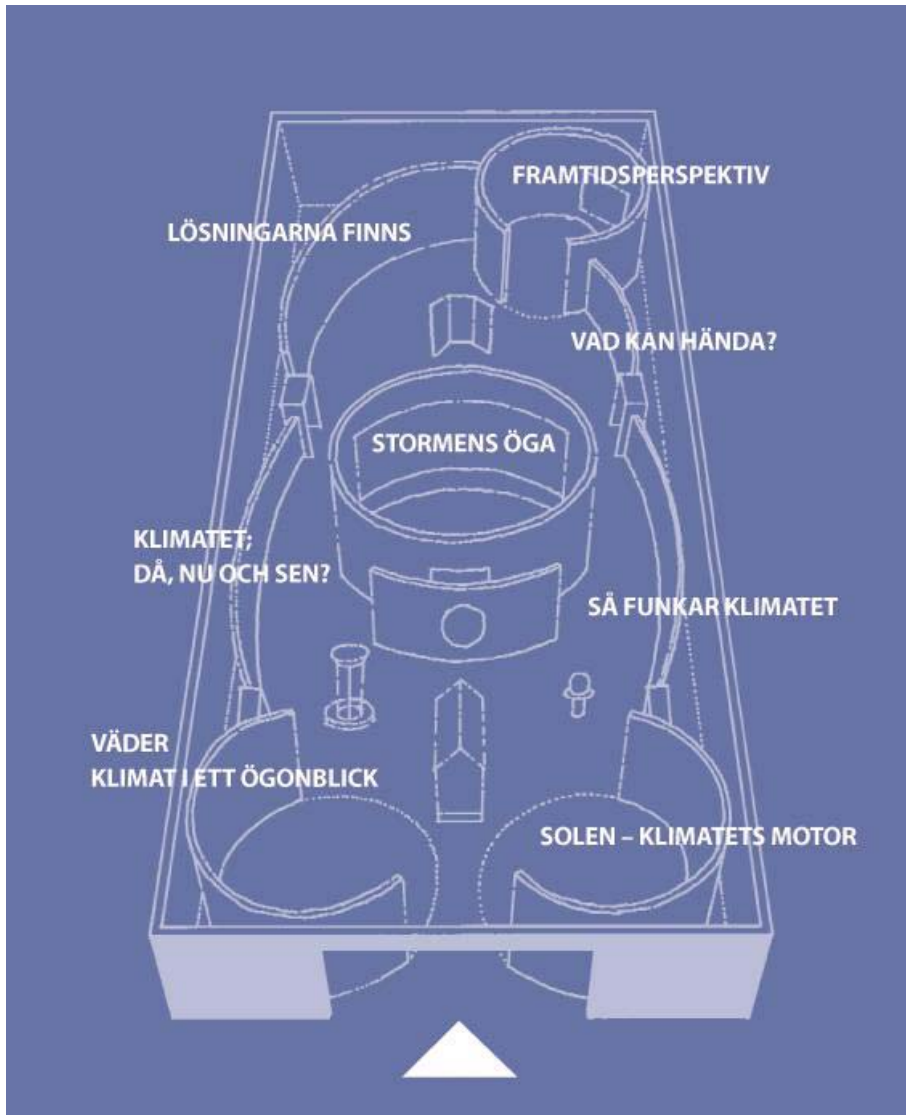 FRAMTIDSPERSPEKTIV
LÖSNINGARNA FINNS
VAD KAN HÄNDA?
STORMENS ÖGA
KLIMATET;
DÅ, NU OCH SEN?
SÅ FUNKAR KLIMATET
VÄDER
KLIMAT I ETT ÖGONBLICK
SOLEN – KLIMATETS MOTOR